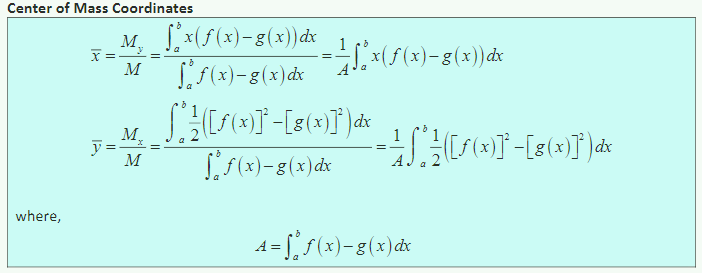 Center of Mass Coordinates
x̄ = M_y / M = ∫_a^b x(f(x)−g(x))dx / ∫_a^b f(x)−g(x)dx = 1/A ∫_a^b x(f(x)−g(x))dx
ȳ = M_x / M = ∫_a^b 1/2([f(x)]²−[g(x)]²)dx / ∫_a^b f(x)−g(x)dx = 1/A ∫_a^b 1/2([f(x)]²−[g(x)]²)dx
where,
A = ∫_a^b f(x)−g(x)dx